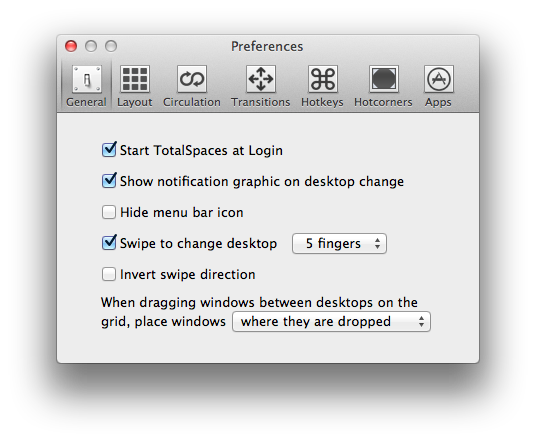 Preferences
General Layout Circulation Transitions Hotkeys Hotcorners Apps
Start TotalSpaces at Login
Show notification graphic on desktop change
Hide menu bar icon
Swipe to change desktop 5 fingers
Invert swipe direction
When dragging windows between desktops on the
grid, place windows where they are dropped